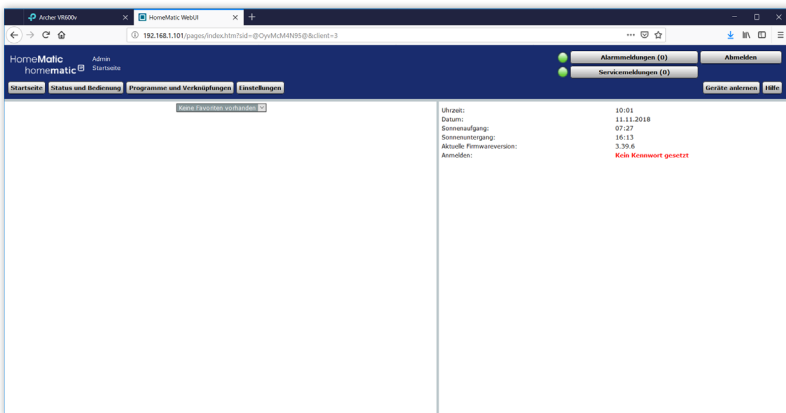 Archer VR600v
HomeMatic WebUI
192.168.1.101/pages/index.htm?sid=@OyvMcM4N9S@&client=3
HomeMatic
homematic IP
Admin
Startseite
Alarmmeldungen (0)
Servicemeldungen (0)
Abmelden
Startseite
Status und Bedienung
Programme und Verknüpfungen
Einstellungen
Geräte anlernen
Hilfe
Keine Favoriten vorhanden
Uhrzeit: 10:01
Datum: 11.11.2018
Sonnenaufgang: 07:27
Sonnenuntergang: 16:13
Aktuelle Firmwareversion: 3.39.6
Anmelden: Kein Kennwort gesetzt